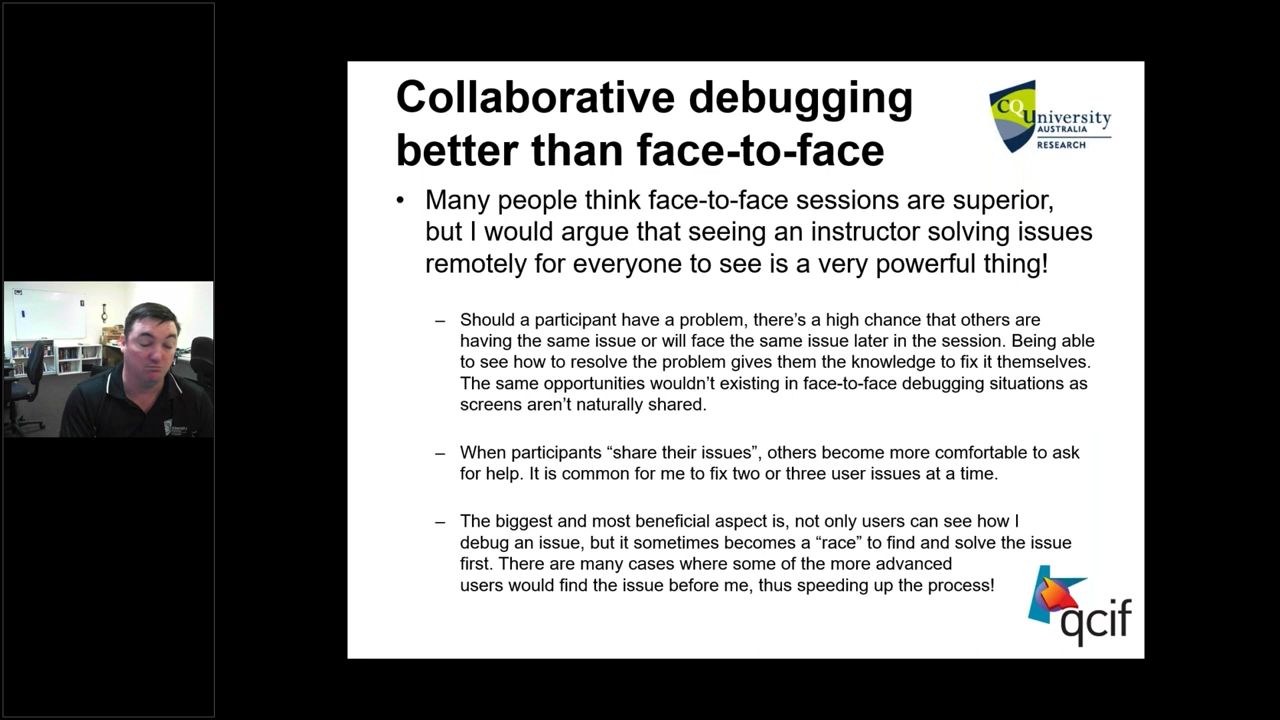 Collaborative debugging
better than face-to-face
CQUniversity
AUSTRALIA
RESEARCH
• Many people think face-to-face sessions are superior,
but I would argue that seeing an instructor solving issues
remotely for everyone to see is a very powerful thing!
– Should a participant have a problem, there’s a high chance that others are
having the same issue or will face the same issue later in the session. Being able
to see how to resolve the problem gives them the knowledge to fix it themselves.
The same opportunities wouldn’t existing in face-to-face debugging situations as
screens aren’t naturally shared.
– When participants “share their issues”, others become more comfortable to ask
for help. It is common for me to fix two or three user issues at a time.
– The biggest and most beneficial aspect is, not only users can see how I
debug an issue, but it sometimes becomes a “race” to find and solve the issue
first. There are many cases where some of the more advanced
users would find the issue before me, thus speeding up the process!
qcif